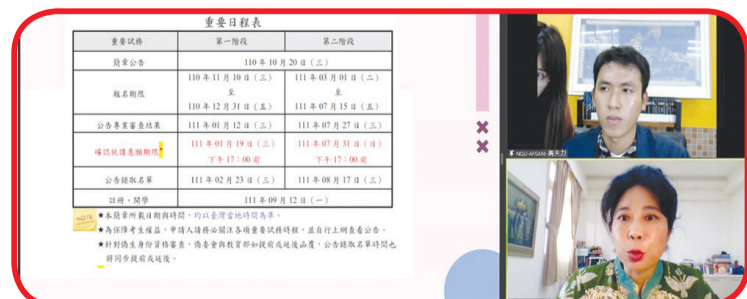 重要日程表
重要試務 第一階段 第二階段
簡章公告 110 年 10 月 20 日（三）
報名期限 110 年 11 月 10 日（三） 至 110 年 12 月 31 日（五） 111 年 03 月 01 日（二） 至 111 年 07 月 15 日（五）
公告專業審查結果 111 年 01 月 12 日（三） 111 年 07 月 27 日（三）
確認就讀意願期限* 111 年 01 月 19 日（三） 下午 17：00 前 111 年 07 月 31 日（日） 下午 17：00 前
公告錄取名單 111 年 02 月 23 日（三） 111 年 08 月 17 日（三）
註冊、開學 111 年 09 月 12 日（一）
NOTE ★本簡章所載日期與時間，均以臺灣當地時間為準。
★為保障考生權益，申請人請務必關注各項重要試務時程，並自行上網查看公告。
★針對僑生身份資格審查，僑委會與教育部如提前或延後函覆，公告錄取名單時間也
將同步提前或延後。
NQU-AFGANI-黃天力